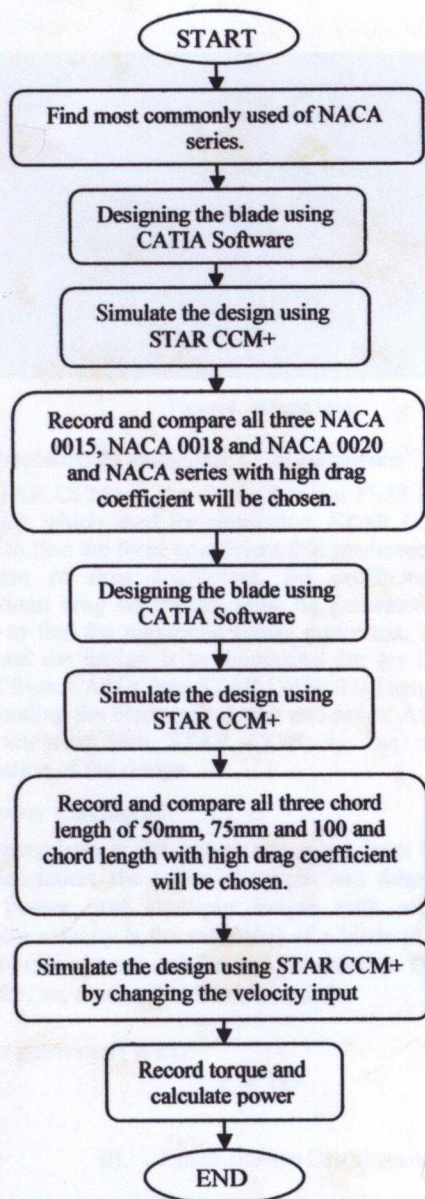 START
Find most commonly used of NACA
series.
Designing the blade using
CATIA Software
Simulate the design using
STAR CCM+
Record and compare all three NACA
0015, NACA 0018 and NACA 0020
and NACA series with high drag
coefficient will be chosen.
Designing the blade using
CATIA Software
Simulate the design using
STAR CCM+
Record and compare all three chord
length of 50mm, 75mm and 100 and
chord length with high drag coefficient
will be chosen.
Simulate the design using STAR CCM+
by changing the velocity input
Record torque and
calculate power
END